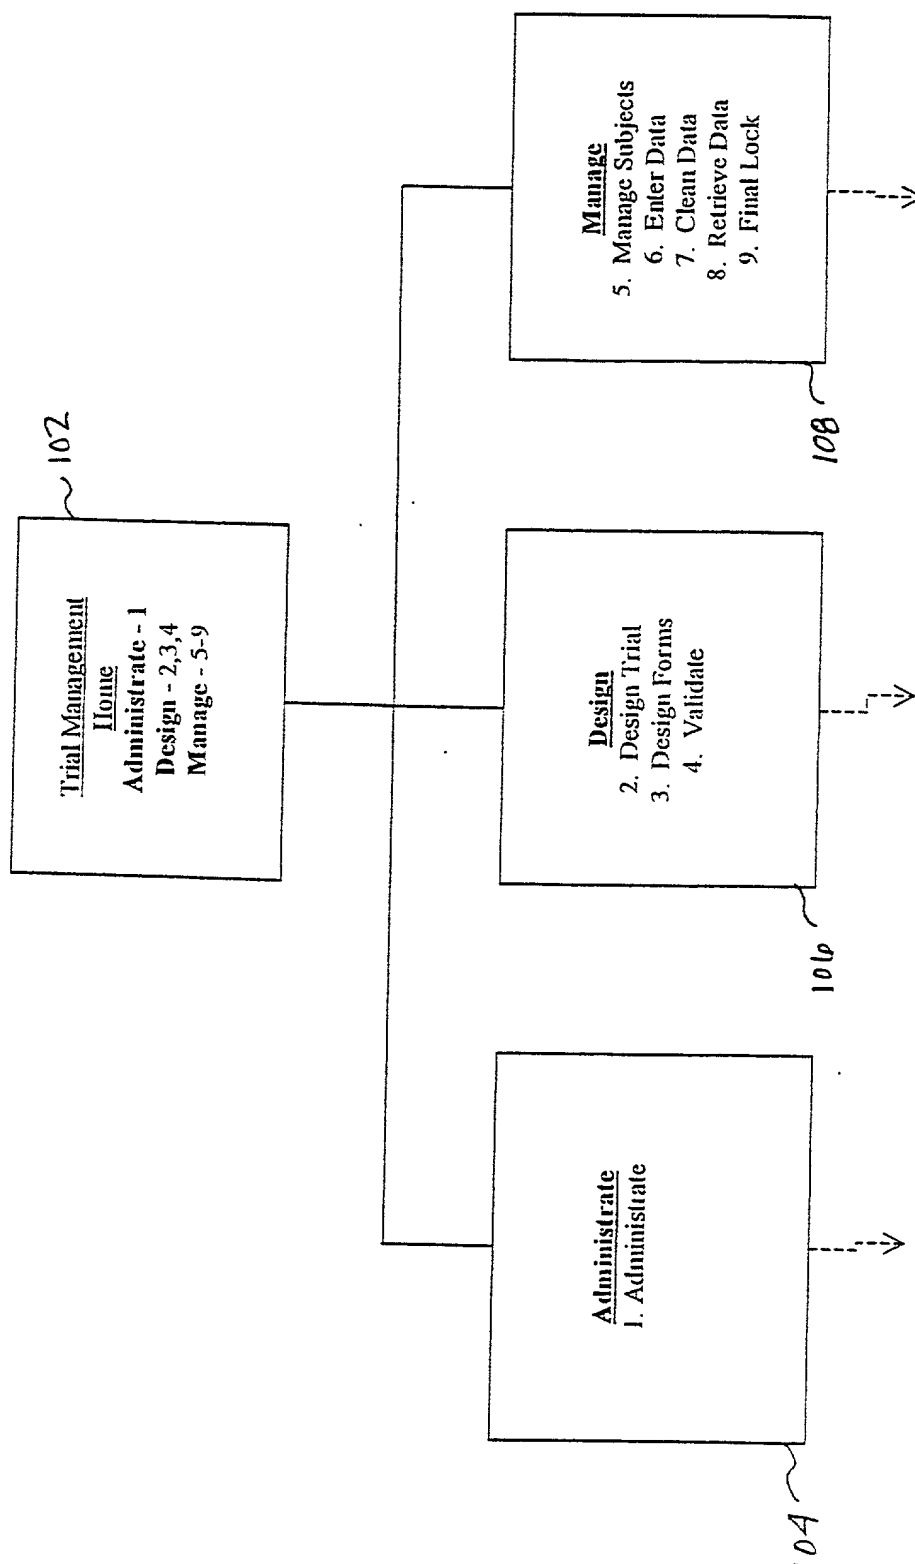 102
Trial Management
Home
Administrate - 1
Design - 2,3,4
Manage - 5-9
Administrate
1. Administrate
04
Design
2. Design Trial
3. Design Forms
4. Validate
106
Manage
5. Manage Subjects
6. Enter Data
7. Clean Data
8. Retrieve Data
9. Final Lock
108